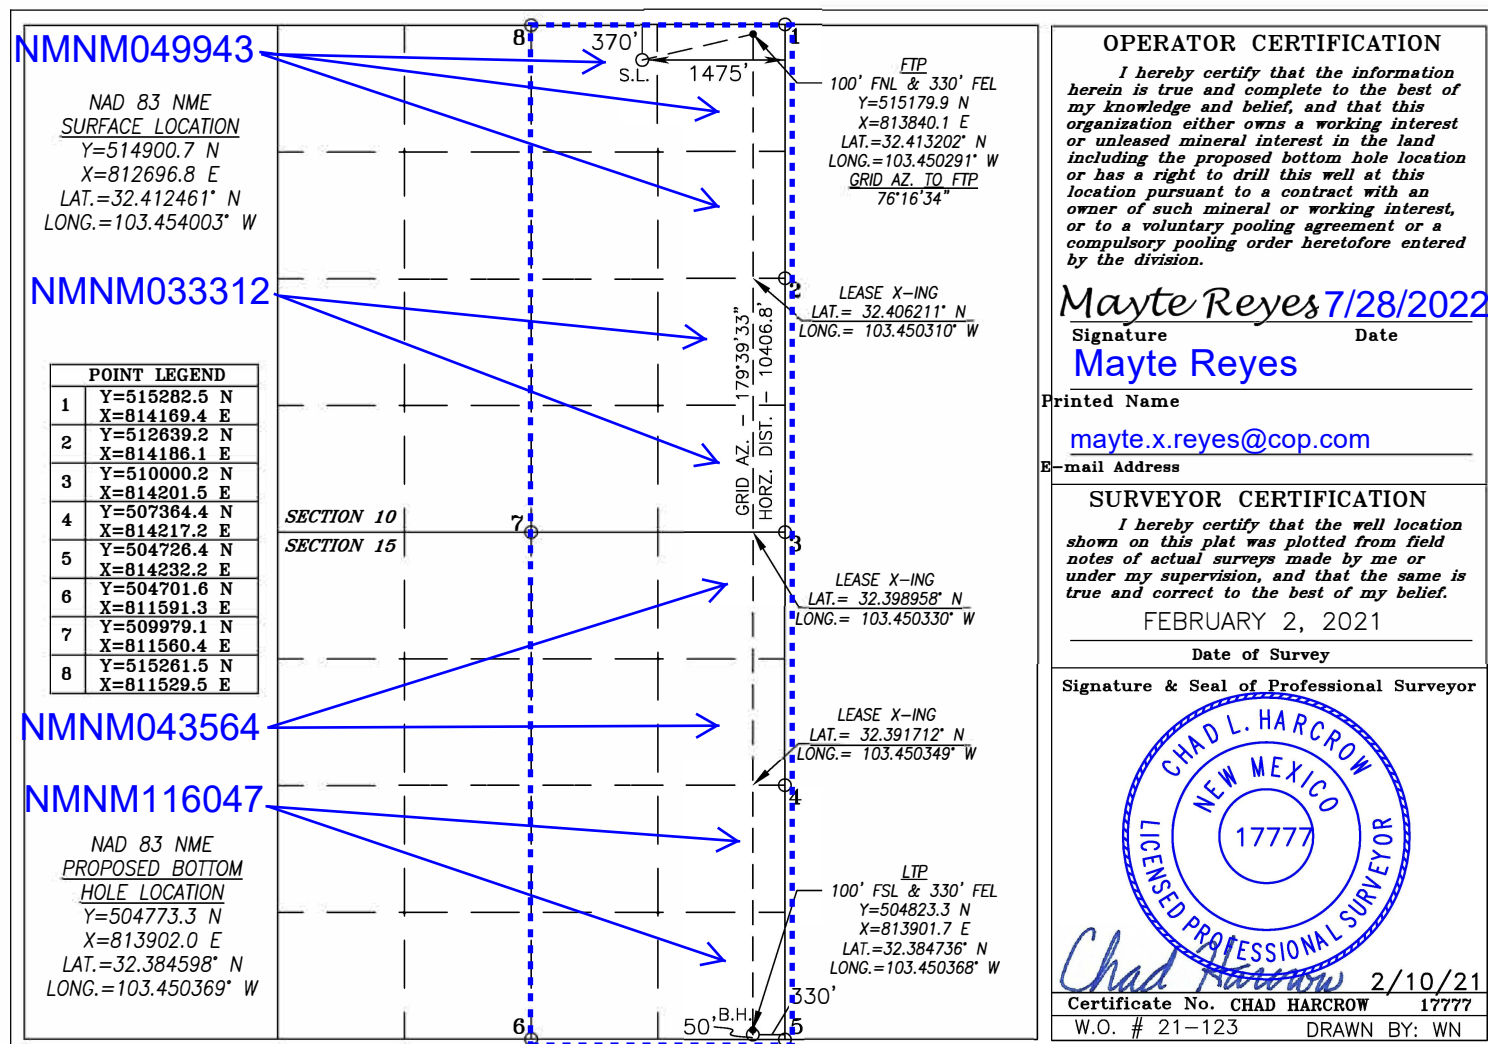 NMNM049943
NAD 83 NME
SURFACE LOCATION
Y=514900.7 N
X=812696.8 E
LAT.=32.412461° N
LONG.=103.454003° W
NMNM033312
POINT LEGEND
1 Y=515282.5 N
X=814169.4 E
2 Y=512639.2 N
X=814186.1 E
3 Y=510000.2 N
X=814201.5 E
4 Y=507364.4 N
X=814217.2 E
5 Y=504726.4 N
X=814232.2 E
6 Y=504701.6 N
X=811591.3 E
7 Y=509979.1 N
X=811560.4 E
8 Y=515261.5 N
X=811529.5 E
NMNM043564
NMNM116047
NAD 83 NME
PROPOSED BOTTOM
HOLE LOCATION
Y=504773.3 N
X=813902.0 E
LAT.=32.384598° N
LONG.=103.450369° W
8
370'
S.L.
1475'
1
FTP
100' FNL & 330' FEL
Y=515179.9 N
X=813840.1 E
LAT.=32.413202° N
LONG.=103.450291° W
GRID AZ. TO FTP
76°16'34"
2
LEASE X-ING
LAT.= 32.406211° N
LONG.= 103.450310° W
GRID AZ. - 179°39'33"
HORZ. DIST. - 10406.8'
SECTION 10
SECTION 15
7
3
LEASE X-ING
LAT.= 32.398958° N
LONG.= 103.450330° W
LEASE X-ING
LAT.= 32.391712° N
LONG.= 103.450349° W
4
LTP
100' FSL & 330' FEL
Y=504823.3 N
X=813901.7 E
LAT.=32.384736° N
LONG.=103.450368° W
330'
B.H.
50'
6
5
OPERATOR CERTIFICATION
I hereby certify that the information
herein is true and complete to the best of
my knowledge and belief, and that this
organization either owns a working interest
or unleased mineral interest in the land
including the proposed bottom hole location
or has a right to drill this well at this
location pursuant to a contract with an
owner of such mineral or working interest,
or to a voluntary pooling agreement or a
compulsory pooling order heretofore entered
by the division.
Mayte Reyes 7/28/2022
Signature Date
Mayte Reyes
Printed Name
mayte.x.reyes@cop.com
E-mail Address
SURVEYOR CERTIFICATION
I hereby certify that the well location
shown on this plat was plotted from field
notes of actual surveys made by me or
under my supervision, and that the same is
true and correct to the best of my belief.
FEBRUARY 2, 2021
Date of Survey
Signature & Seal of Professional Surveyor
CHAD L. HARCROW
NEW MEXICO
17777
LICENSED PROFESSIONAL SURVEYOR
Chad Harcrow 2/10/21
Certificate No. CHAD HARCROW 17777
W.O. # 21-123 DRAWN BY: WN